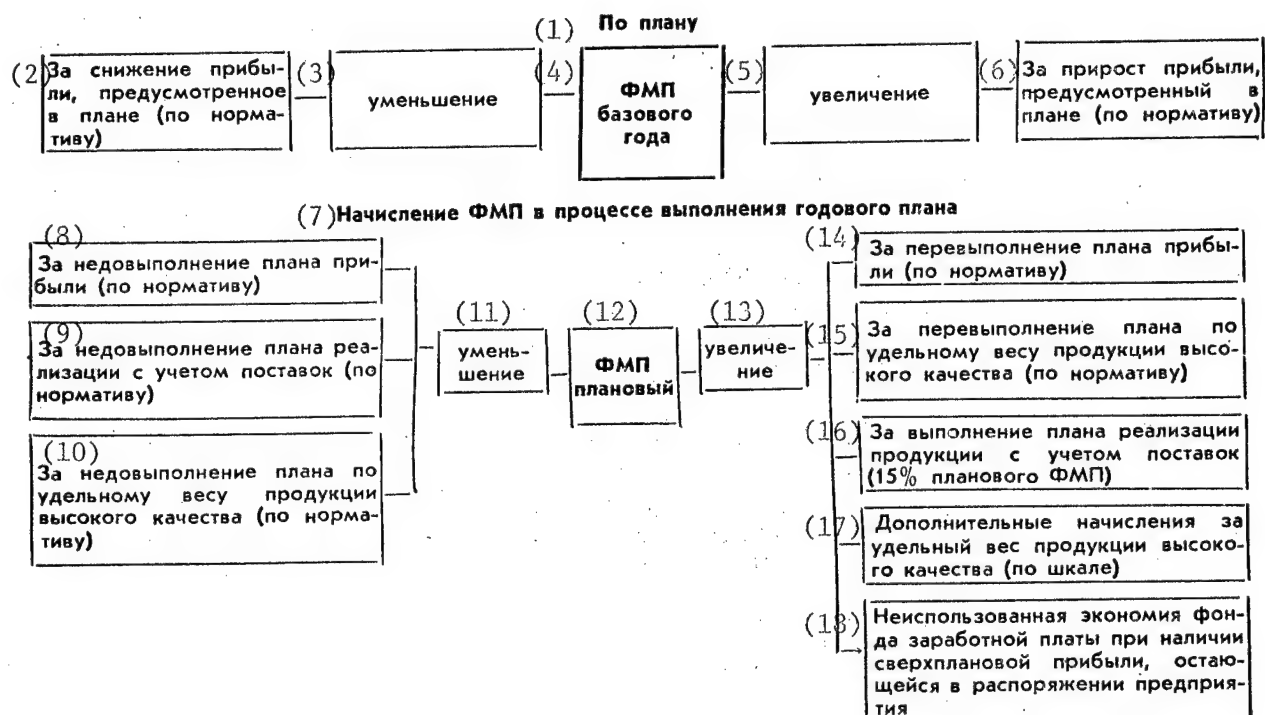 (1) По плану
(2) За снижение прибы-
ли, предусмотренное
в плане (по норма-
тиву)
(3) уменьшение
(4) ФМП
базового
года
(5) увеличение
(6) За прирост прибыли,
предусмотренный в
плане (по нормативу)
(7) Начисление ФМП в процессе выполнения годового плана
(8)
За недовыполнение плана при-
были (по нормативу)
(9)
За недовыполнение плана реа-
лизации с учетом поставок (по
нормативу)
(10)
За недовыполнение плана по
удельному весу продукции
высокого качества (по норма-
тиву)
(11)
умень-
шение
(12)
ФМП
плановый
(13)
увеличе-
ние
(14) За перевыполнение плана прибы-
ли (по нормативу)
(15) За перевыполнение плана по
удельному весу продукции высо-
кого качества (по нормативу)
(16) За выполнение плана реализации
продукции с учетом поставок
(15% планового ФМП)
(17) Дополнительные начисления за
удельный вес продукции высоко-
го качества (по шкале)
(18) Неиспользованная экономия фон-
да заработной платы при наличии
сверхплановой прибыли, остаю-
щейся в распоряжении предприя-
тия